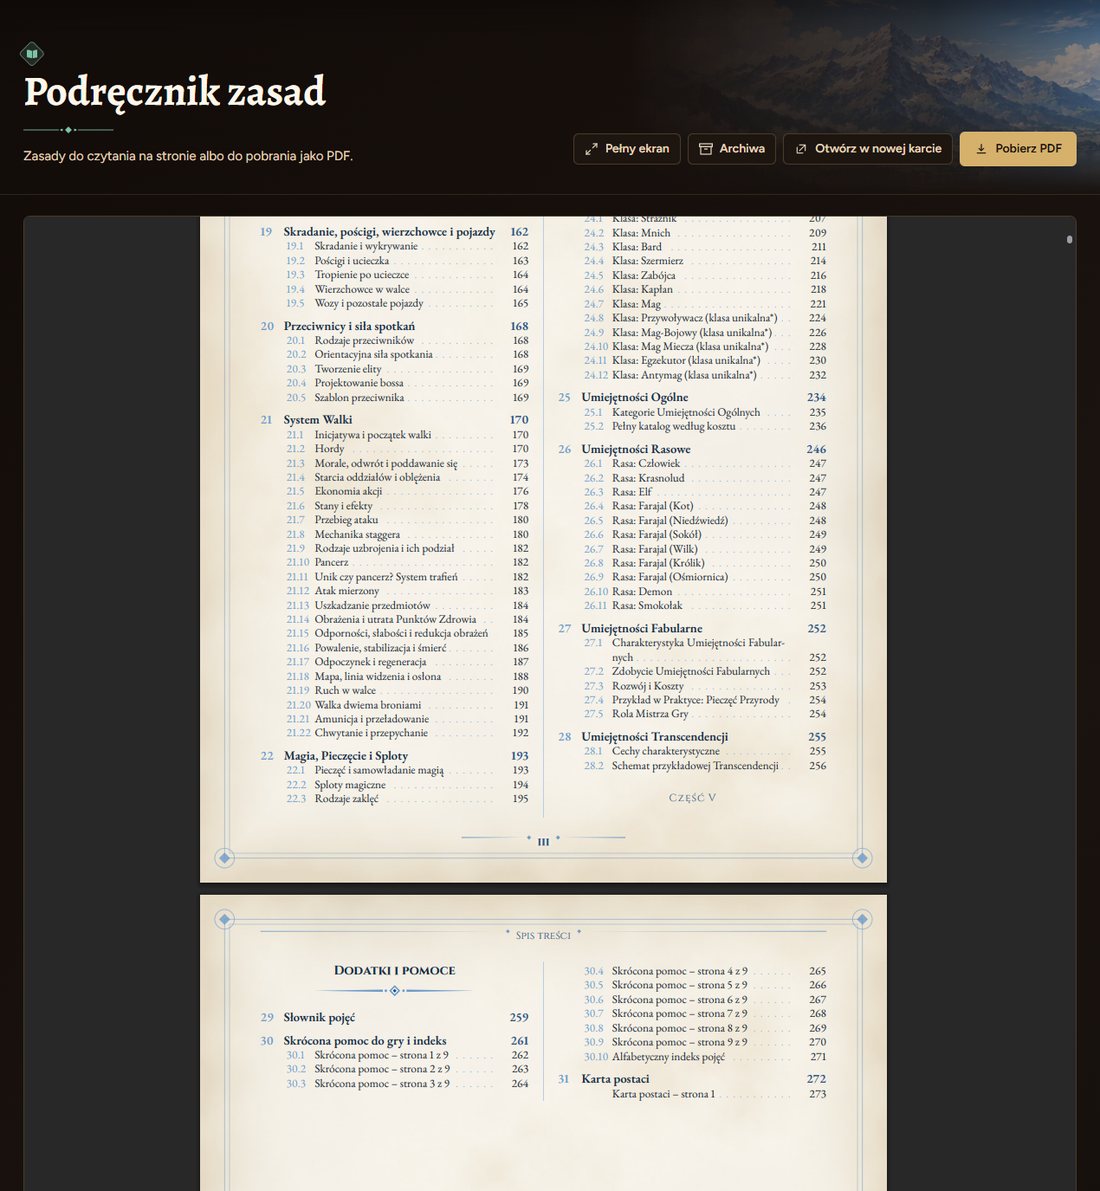 Podręcznik zasad
Zasady do czytania na stronie albo do pobrania jako PDF.
Pełny ekran
Archiwa
Otwórz w nowej karcie
Pobierz PDF
19 Skradanie, pościgi, wierzchowce i pojazdy 162
19.1 Skradanie i wykrywanie 162
19.2 Pościgi i ucieczka 163
19.3 Tropienie po ucieczce 164
19.4 Wierzchowce w walce 164
19.5 Wozy i pozostałe pojazdy 165
20 Przeciwnicy i siła spotkań 168
20.1 Rodzaje przeciwników 168
20.2 Orientacyjna siła spotkania 168
20.3 Tworzenie elity 169
20.4 Projektowanie bossa 169
20.5 Szablon przeciwnika 169
21 System Walki 170
21.1 Inicjatywa i początek walki 170
21.2 Hordy 170
21.3 Morale, odwrót i poddawanie się 173
21.4 Starcia oddziałów i oblężenia 174
21.5 Ekonomia akcji 176
21.6 Stany i efekty 178
21.7 Przebieg ataku 180
21.8 Mechanika staggera 180
21.9 Rodzaje uzbrojenia i ich podział 182
21.10 Pancerz 182
21.11 Unik czy pancerz? System trafień 182
21.12 Atak mierzony 183
21.13 Uszkadzanie przedmiotów 184
21.14 Obrażenia i utrata Punktów Zdrowia 184
21.15 Odporności, słabości i redukcja obrażeń 185
21.16 Powalenie, stabilizacja i śmierć 186
21.17 Odpoczynek i regeneracja 187
21.18 Mapa, linia widzenia i osłona 188
21.19 Ruch w walce 190
21.20 Walka dwiema broniami 191
21.21 Amunicja i przeładowanie 191
21.22 Chwytanie i przepychanie 192
22 Magia, Pieczęcie i Sploty 193
22.1 Pieczęć i samowładanie magią 193
22.2 Sploty magiczne 194
22.3 Rodzaje zaklęć 195
24.1 Klasa: Strażnik 207
24.2 Klasa: Mnich 209
24.3 Klasa: Bard 211
24.4 Klasa: Szermierz 214
24.5 Klasa: Zabójca 216
24.6 Klasa: Kapłan 218
24.7 Klasa: Mag 221
24.8 Klasa: Przywoływacz (klasa unikalna*) 224
24.9 Klasa: Mag-Bojowy (klasa unikalna*) 226
24.10 Klasa: Mag Miecza (klasa unikalna*) 228
24.11 Klasa: Egzekutor (klasa unikalna*) 230
24.12 Klasa: Antymag (klasa unikalna*) 232
25 Umiejętności Ogólne 234
25.1 Kategorie Umiejętności Ogólnych 235
25.2 Pełny katalog według kosztu 236
26 Umiejętności Rasowe 246
26.1 Rasa: Człowiek 247
26.2 Rasa: Krasnolud 247
26.3 Rasa: Elf 247
26.4 Rasa: Farajal (Kot) 248
26.5 Rasa: Farajal (Niedźwiedź) 248
26.6 Rasa: Farajal (Sokół) 249
26.7 Rasa: Farajal (Wilk) 249
26.8 Rasa: Farajal (Królik) 250
26.9 Rasa: Farajal (Ośmiornica) 250
26.10 Rasa: Demon 251
26.11 Rasa: Smokołak 251
27 Umiejętności Fabularne 252
27.1 Charakterystyka Umiejętności Fabular-
nych 252
27.2 Zdobycie Umiejętności Fabularnych 252
27.3 Rozwój i Koszty 253
27.4 Przykład w Praktyce: Pieczęć Przyrody 254
27.5 Rola Mistrza Gry 254
28 Umiejętności Transcendencji 255
28.1 Cechy charakterystyczne 255
28.2 Schemat przykładowej Transcendencji 256
Część V
III
Spis treści
Dodatki i pomoce
29 Słownik pojęć 259
30 Skrócona pomoc do gry i indeks 261
30.1 Skrócona pomoc – strona 1 z 9 262
30.2 Skrócona pomoc – strona 2 z 9 263
30.3 Skrócona pomoc – strona 3 z 9 264
30.4 Skrócona pomoc – strona 4 z 9 265
30.5 Skrócona pomoc – strona 5 z 9 266
30.6 Skrócona pomoc – strona 6 z 9 267
30.7 Skrócona pomoc – strona 7 z 9 268
30.8 Skrócona pomoc – strona 8 z 9 269
30.9 Skrócona pomoc – strona 9 z 9 270
30.10 Alfabetyczny indeks pojęć 271
31 Karta postaci 272
Karta postaci – strona 1 273